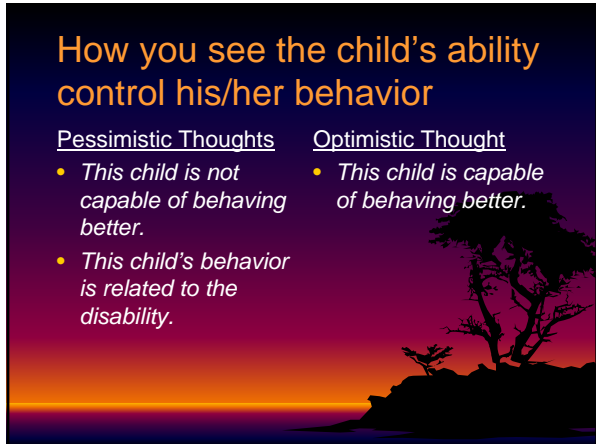 How you see the child's ability
control his/her behavior
Pessimistic Thoughts
• This child is not
capable of behaving
better.
• This child's behavior
is related to the
disability.
Optimistic Thought
• This child is capable
of behaving better.